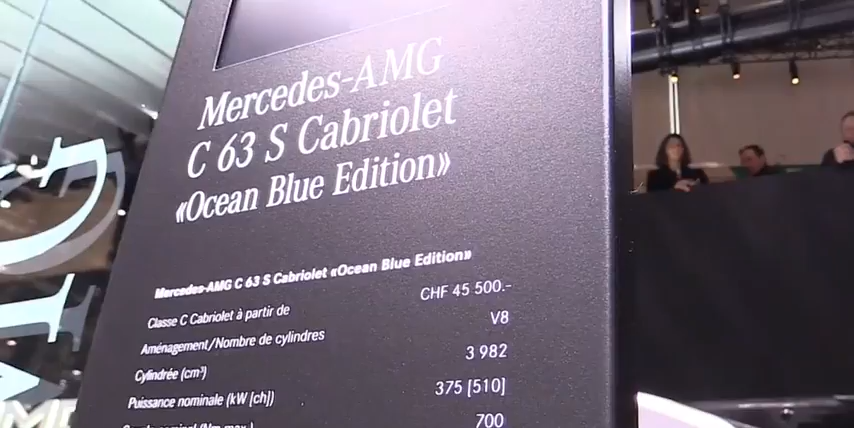 Mercedes-AMG
C 63 S Cabriolet
«Ocean Blue Edition»
Mercedes-AMG C 63 S Cabriolet «Ocean Blue Edition»
Classe C Cabriolet à partir de CHF 45 500.-
Aménagement/Nombre de cylindres V8
Cylindrée (cm³) 3 982
Puissance nominale (kW [ch]) 375 [510]
700